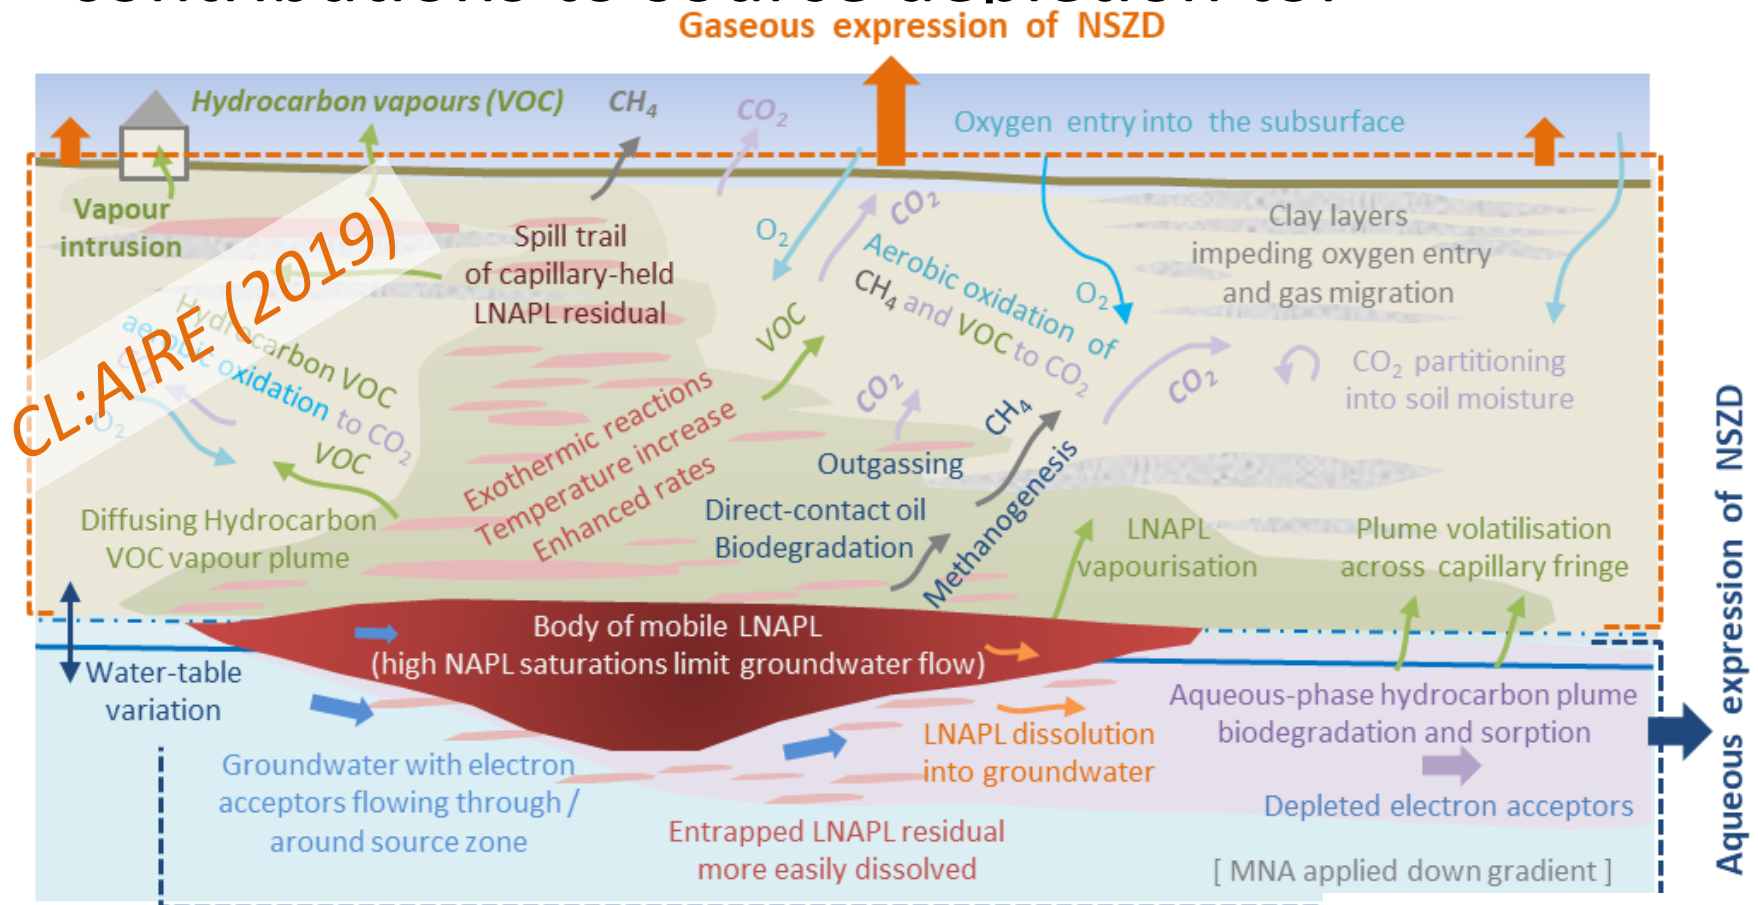 contributions to source depletion to:
Gaseous expression of NSZD
Hydrocarbon vapours (VOC)
CH4
CO2
Oxygen entry into the subsurface
Vapour
intrusion
CL:AIRE (2019)
Spill trail
of capillary-held
LNAPL residual
O2
CO2
Aerobic oxidation of
CH4 and VOC to CO2
O2
Clay layers
impeding oxygen entry
and gas migration
VOC
Hydrocarbon VOC
aerobic oxidation to CO2
CO2
O2
VOC
CO2
CO2
CO2 partitioning
into soil moisture
Exothermic reactions
Temperature increase
Enhanced rates
CH4
Methanogenesis
Outgassing
Direct-contact oil
Biodegradation
Diffusing Hydrocarbon
VOC vapour plume
LNAPL
vapourisation
Plume volatilisation
across capillary fringe
Body of mobile LNAPL
(high NAPL saturations limit groundwater flow)
Water-table
variation
Groundwater with electron
acceptors flowing through /
around source zone
LNAPL dissolution
into groundwater
Entrapped LNAPL residual
more easily dissolved
Aqueous-phase hydrocarbon plume
biodegradation and sorption
Depleted electron acceptors
[ MNA applied down gradient ]
Aqueous expression of NSZD